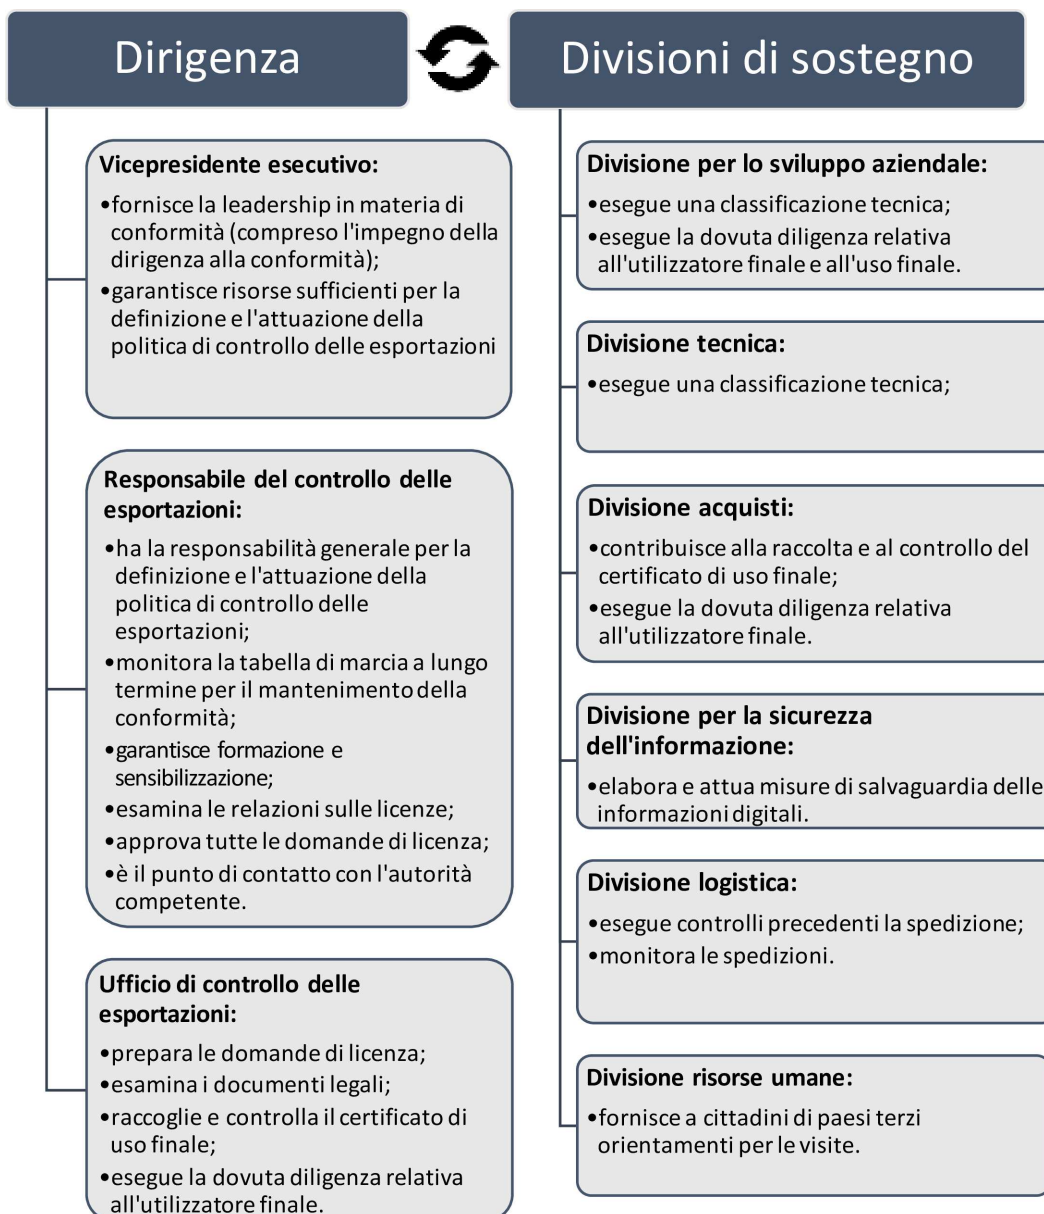 Dirigenza
Vicepresidente esecutivo:
•fornisce la leadership in materia di
conformità (compreso l'impegno della
dirigenza alla conformità);
•garantisce risorse sufficienti per la
definizione e l'attuazione della
politica di controllo delle esportazioni
Responsabile del controllo delle
esportazioni:
•ha la responsabilità generale per la
definizione e l'attuazione della
politica di controllo delle
esportazioni;
•monitora la tabella di marcia a lungo
termine per il mantenimento della
conformità;
•garantisce formazione e
sensibilizzazione;
•esamina le relazioni sulle licenze;
•approva tutte le domande di licenza;
•è il punto di contatto con l'autorità
competente.
Ufficio di controllo delle
esportazioni:
•prepara le domande di licenza;
•esamina i documenti legali;
•raccoglie e controlla il certificato di
uso finale;
•esegue la dovuta diligenza relativa
all'utilizzatore finale.
Divisioni di sostegno
Divisione per lo sviluppo aziendale:
•esegue una classificazione tecnica;
•esegue la dovuta diligenza relativa
all'utilizzatore finale e all'uso finale.
Divisione tecnica:
•esegue una classificazione tecnica;
Divisione acquisti:
•contribuisce alla raccolta e al controllo del
certificato di uso finale;
•esegue la dovuta diligenza relativa
all'utilizzatore finale.
Divisione per la sicurezza
dell'informazione:
•elabora e attua misure di salvaguardia delle
informazioni digitali.
Divisione logistica:
•esegue controlli precedenti la spedizione;
•monitora le spedizioni.
Divisione risorse umane:
•fornisce a cittadini di paesi terzi
orientamenti per le visite.